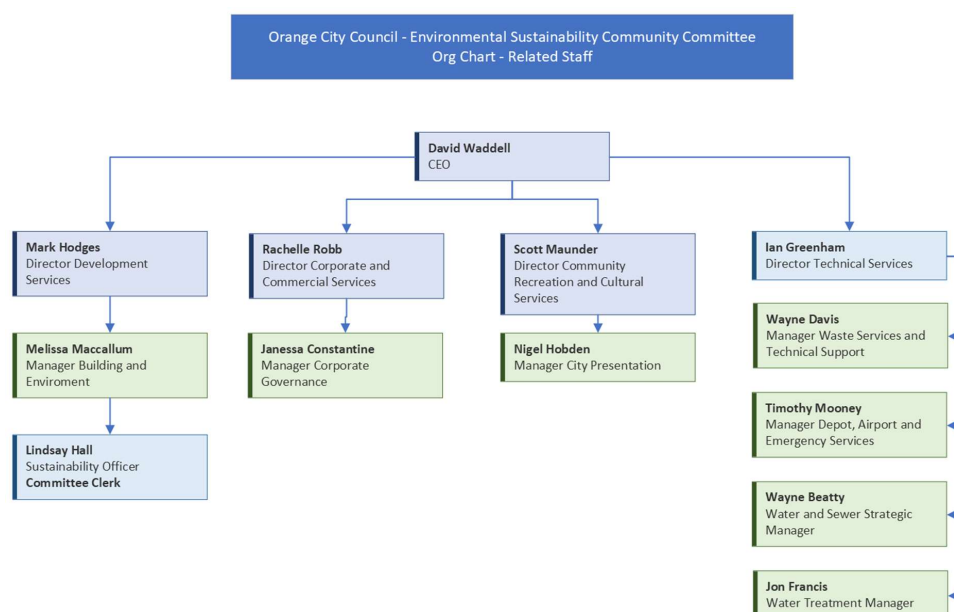 Orange City Council - Environmental Sustainability Community Committee
Org Chart - Related Staff
David Waddell
CEO
Mark Hodges
Director Development
Services
Rachelle Robb
Director Corporate and
Commercial Services
Scott Maunder
Director Community
Recreation and Cultural
Services
Ian Greenham
Director Technical Services
Melissa Maccallum
Manager Building and
Enviroment
Janessa Constantine
Manager Corporate
Governance
Nigel Hobden
Manager City Presentation
Wayne Davis
Manager Waste Services and
Technical Support
Timothy Mooney
Manager Depot, Airport and
Emergency Services
Lindsay Hall
Sustainability Officer
Committee Clerk
Wayne Beatty
Water and Sewer Strategic
Manager
Jon Francis
Water Treatment Manager